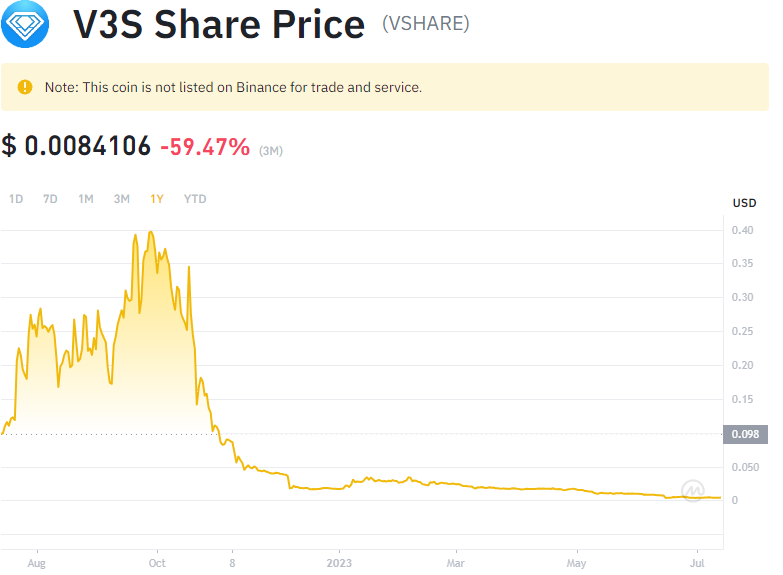 V3S Share Price (VSHARE)
Note: This coin is not listed on Binance for trade and service.
$ 0.0084106 -59.47% (3M)
1D 7D 1M 3M 1Y YTD
USD
0.40
0.35
0.30
0.25
0.20
0.15
0.098
0.050
0
Aug Oct 8 2023 Mar May Jul